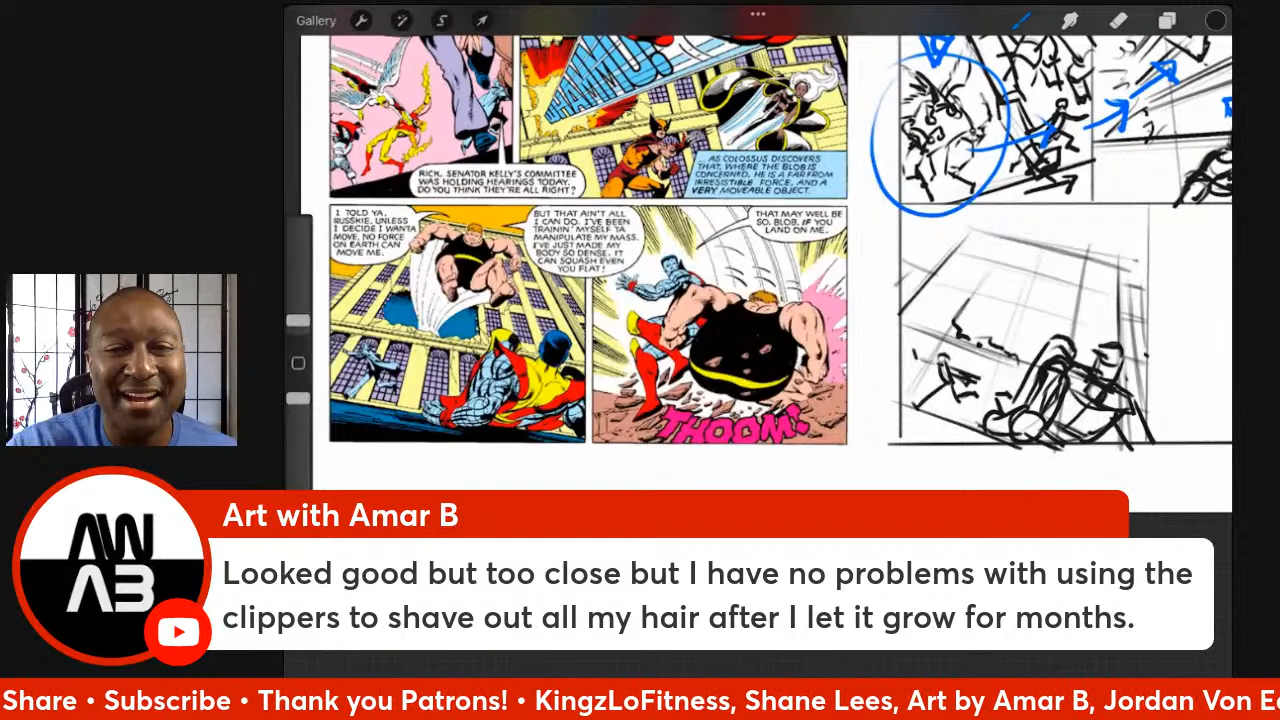 Gallery
WHAMMO!
RICK, SENATOR KELLY'S COMMITTEE
WAS HOLDING HEARINGS TODAY.
DO YOU THINK THEY'RE ALL RIGHT?
... AS COLOSSUS DISCOVERS
THAT, WHERE THE BLOB IS
CONCERNED, HE IS A FAR FROM
IRRESISTIBLE FORCE, AND A
VERY MOVEABLE OBJECT.
I TOLD YA,
RUSSKIE, UNLESS
I DECIDE I WANTA
MOVE, NO FORCE
ON EARTH CAN
MOVE ME.
BUT THAT AIN'T ALL
I CAN DO. I'VE BEEN
TRAININ' MYSELF TA
MANIPULATE MY MASS.
I'VE JUST MADE MY
BODY SO DENSE, IT
CAN SQUASH EVEN
YOU FLAT!
THAT MAY WELL BE
SO, BLOB. IF YOU
LAND ON ME.
THOOM!
AW
AB
Art with Amar B
Looked good but too close but I have no problems with using the
clippers to shave out all my hair after I let it grow for months.
Share • Subscribe • Thank you Patrons! • KingzLoFitness, Shane Lees, Art by Amar B, Jordan Von E